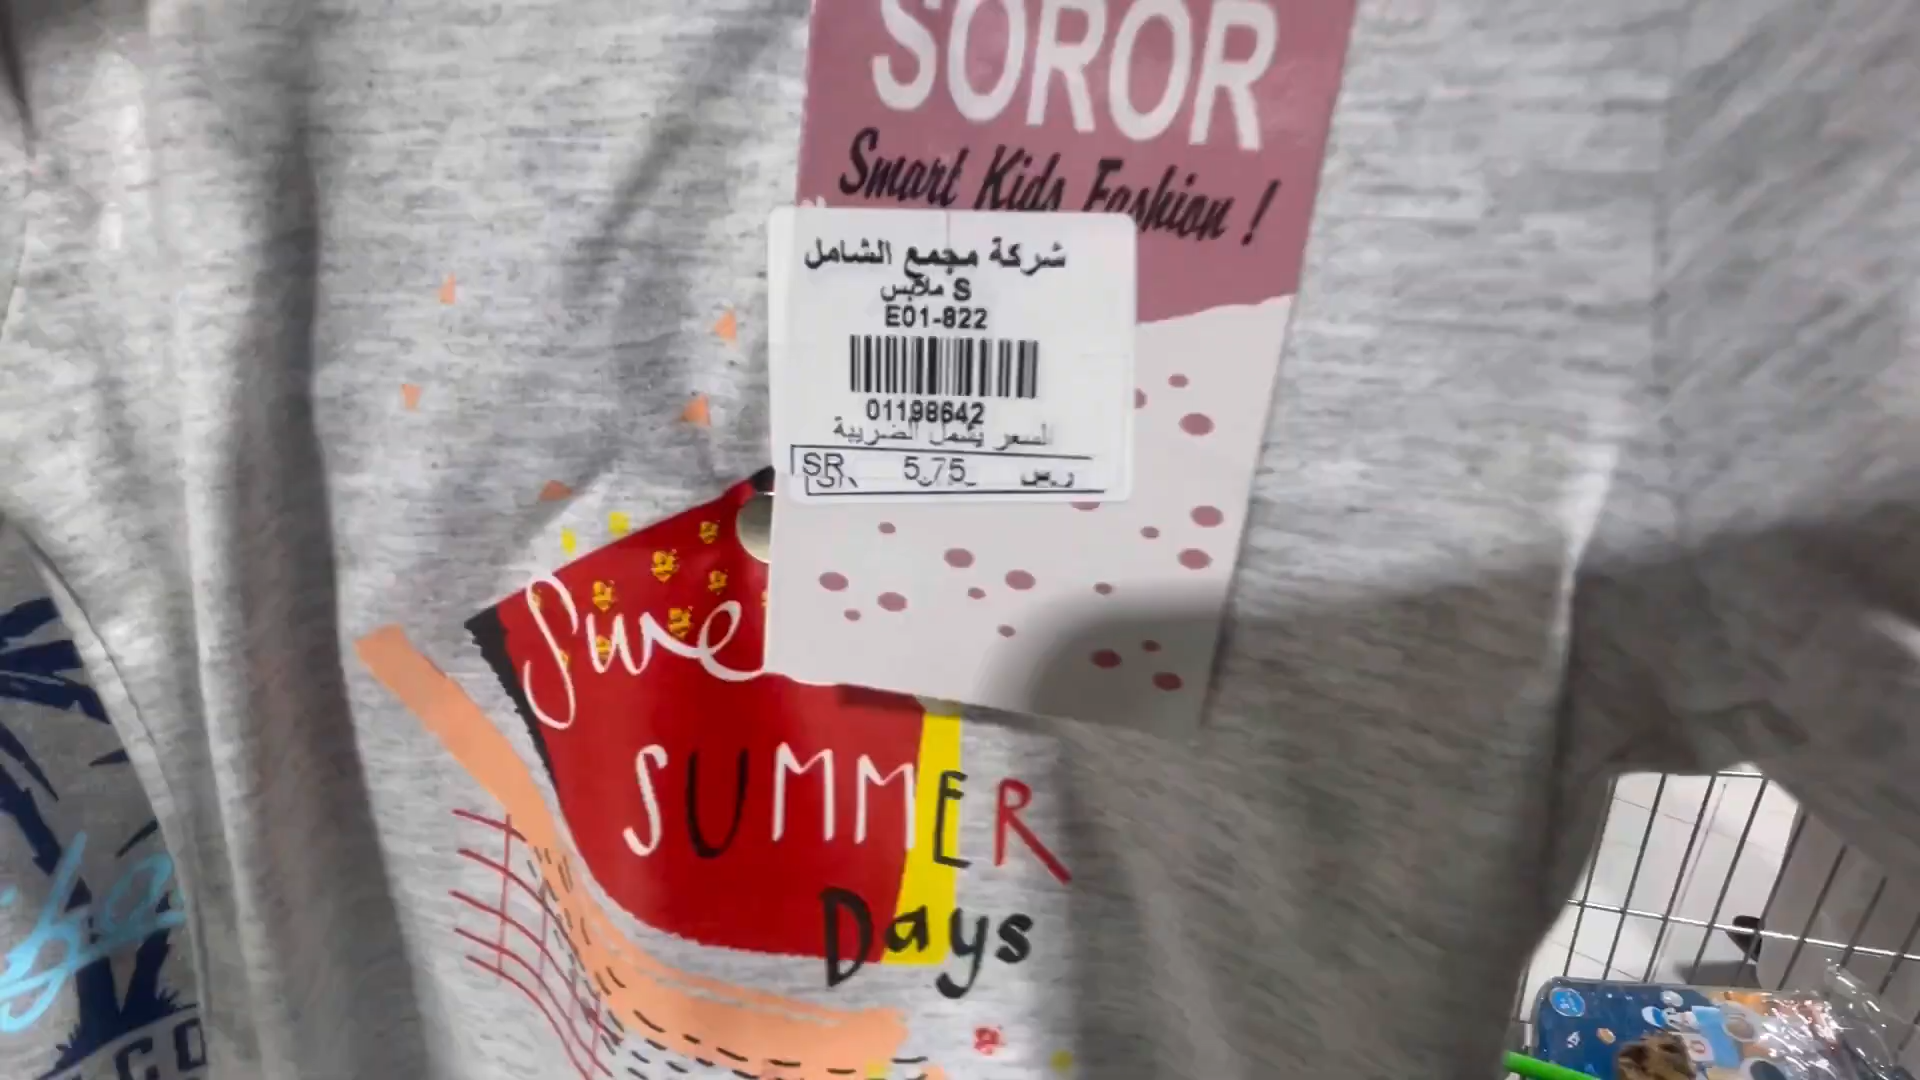 SOROR
Smart Kids Fashion !
شركة مجمع الشامل
ملابس S
E01-822
01198642
السعر يشمل الضريبة
SR 5.75 ر.س
Swe
SUMMER
Days